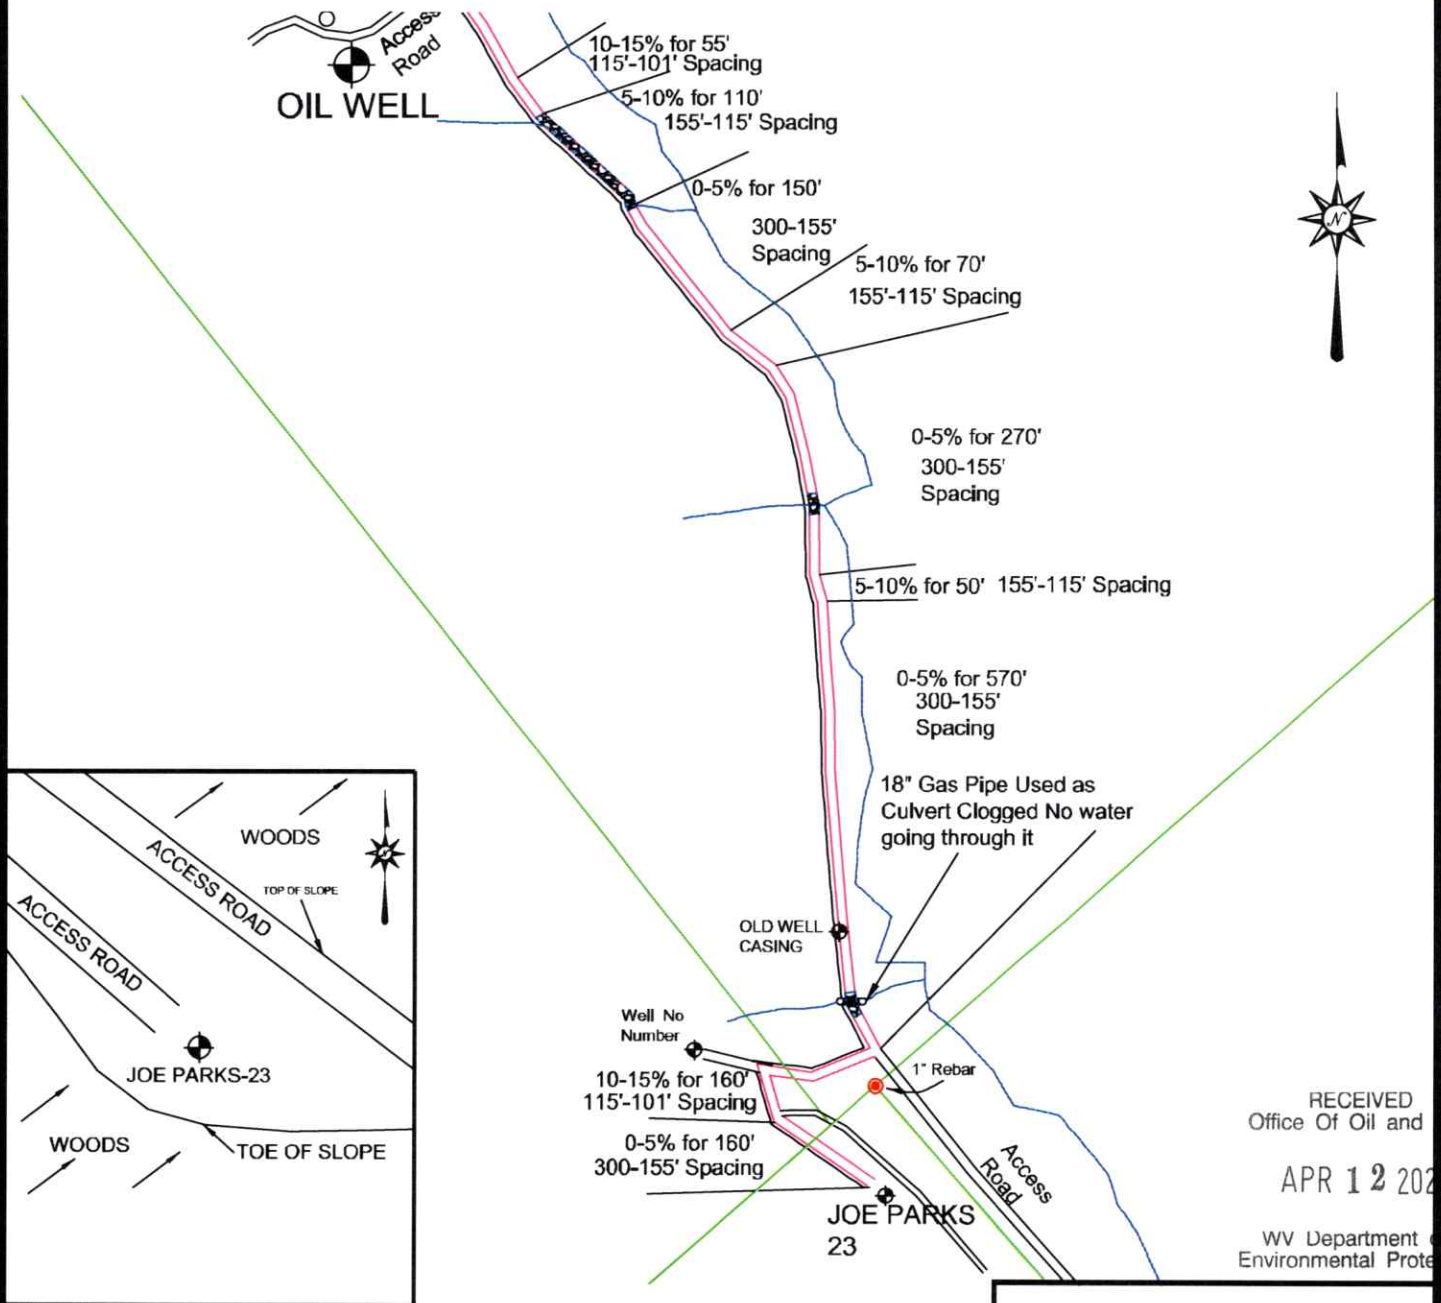 Access
Road
OIL WELL
10-15% for 55'
115'-101' Spacing
5-10% for 110'
155'-115' Spacing
0-5% for 150'
300-155'
Spacing
5-10% for 70'
155'-115' Spacing
N
0-5% for 270'
300-155'
Spacing
5-10% for 50' 155'-115' Spacing
0-5% for 570'
300-155'
Spacing
18" Gas Pipe Used as
Culvert Clogged No water
going through it
OLD WELL
CASING
Well No
Number
1" Rebar
10-15% for 160'
115'-101' Spacing
0-5% for 160'
300-155' Spacing
JOE PARKS
23
Access
Road
WOODS
ACCESS ROAD
TOP OF SLOPE
N
ACCESS ROAD
JOE PARKS-23
WOODS
TOE OF SLOPE
RECEIVED
Office Of Oil and
APR 12 202
WV Department
Environmental Prote